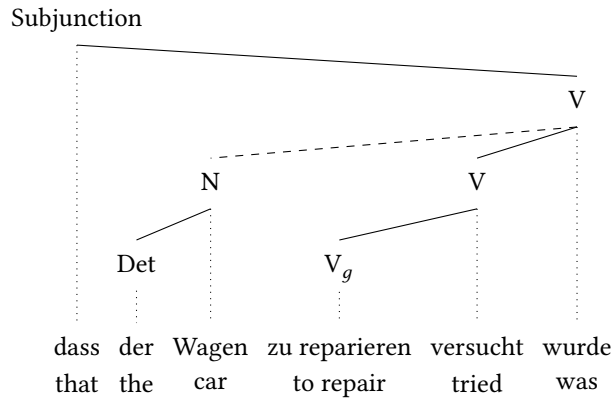 Subjunction
V
N V
Det V_g
dass der Wagen zu reparieren versucht wurde
that the car to repair tried was